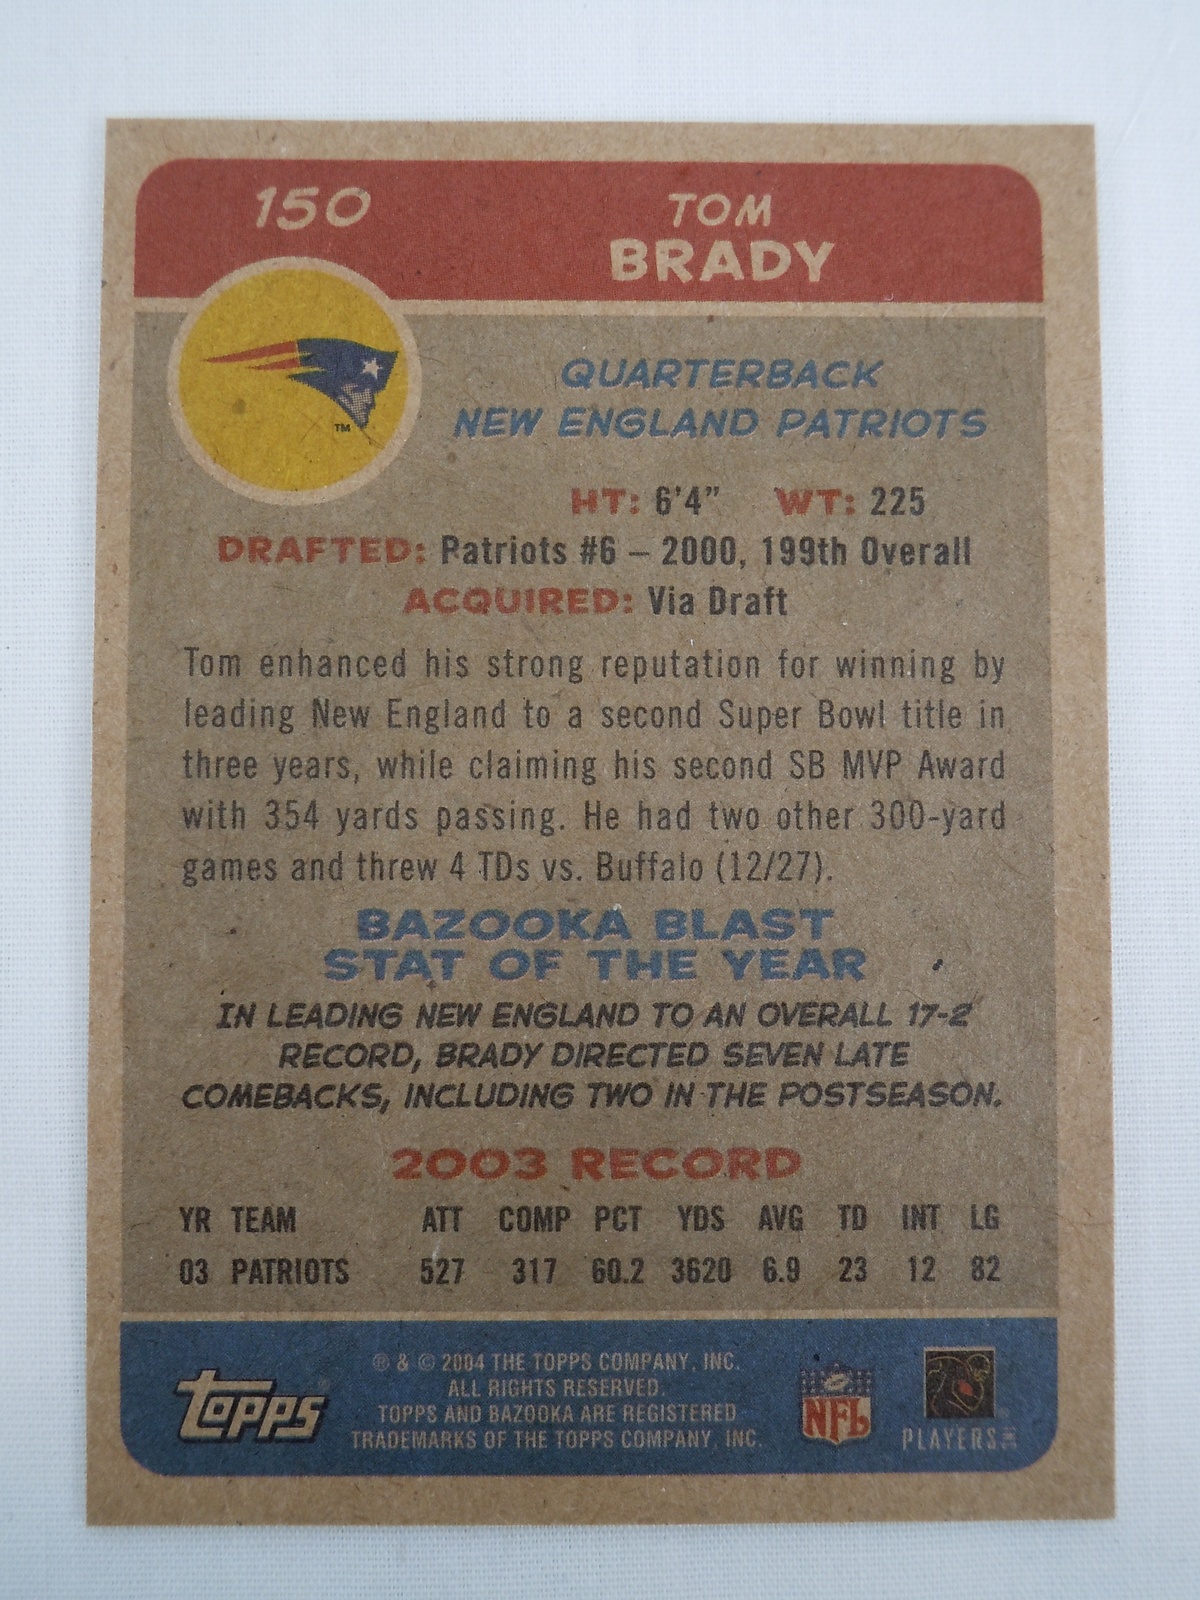 150
TOM
BRADY
TM
QUARTERBACK
NEW ENGLAND PATRIOTS
HT: 6'4" WT: 225
DRAFTED: Patriots #6 – 2000, 199th Overall
ACQUIRED: Via Draft
Tom enhanced his strong reputation for winning by
leading New England to a second Super Bowl title in
three years, while claiming his second SB MVP Award
with 354 yards passing. He had two other 300-yard
games and threw 4 TDs vs. Buffalo (12/27).
BAZOOKA BLAST
STAT OF THE YEAR
IN LEADING NEW ENGLAND TO AN OVERALL 17-2
RECORD, BRADY DIRECTED SEVEN LATE
COMEBACKS, INCLUDING TWO IN THE POSTSEASON.
2003 RECORD
YR TEAM ATT COMP PCT YDS AVG TD INT LG
03 PATRIOTS 527 317 60.2 3620 6.9 23 12 82
topps®
® & © 2004 THE TOPPS COMPANY, INC.
ALL RIGHTS RESERVED.
TOPPS AND BAZOOKA ARE REGISTERED
TRADEMARKS OF THE TOPPS COMPANY, INC.
NFL
PLAYERS